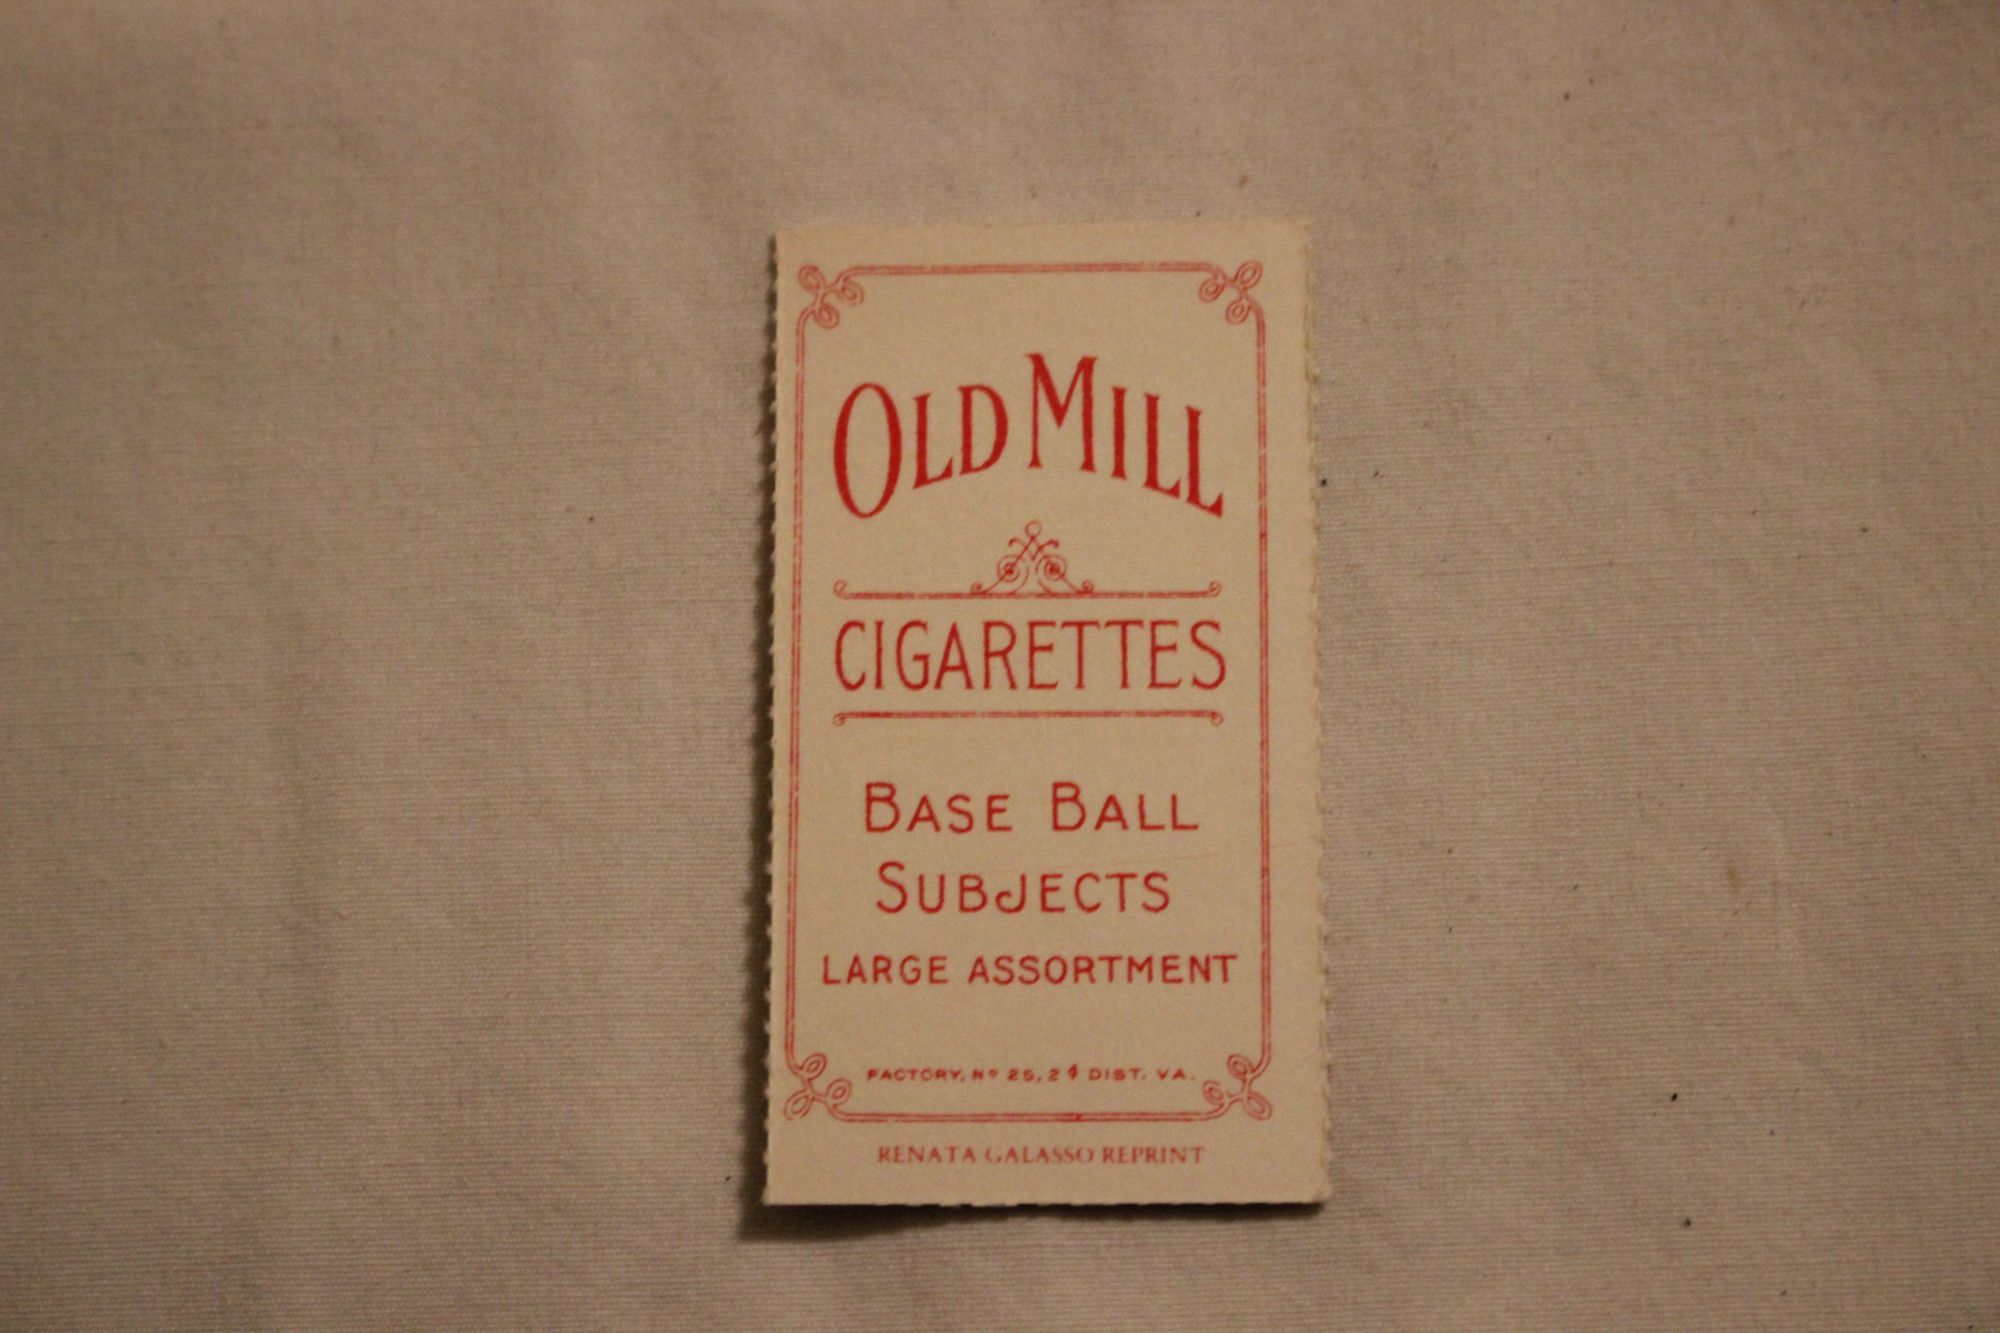 OLD MILL
CIGARETTES
BASE BALL
SUBJECTS
LARGE ASSORTMENT
FACTORY, Nº 25, 2d DIST. VA.
RENATA GALASSO REPRINT